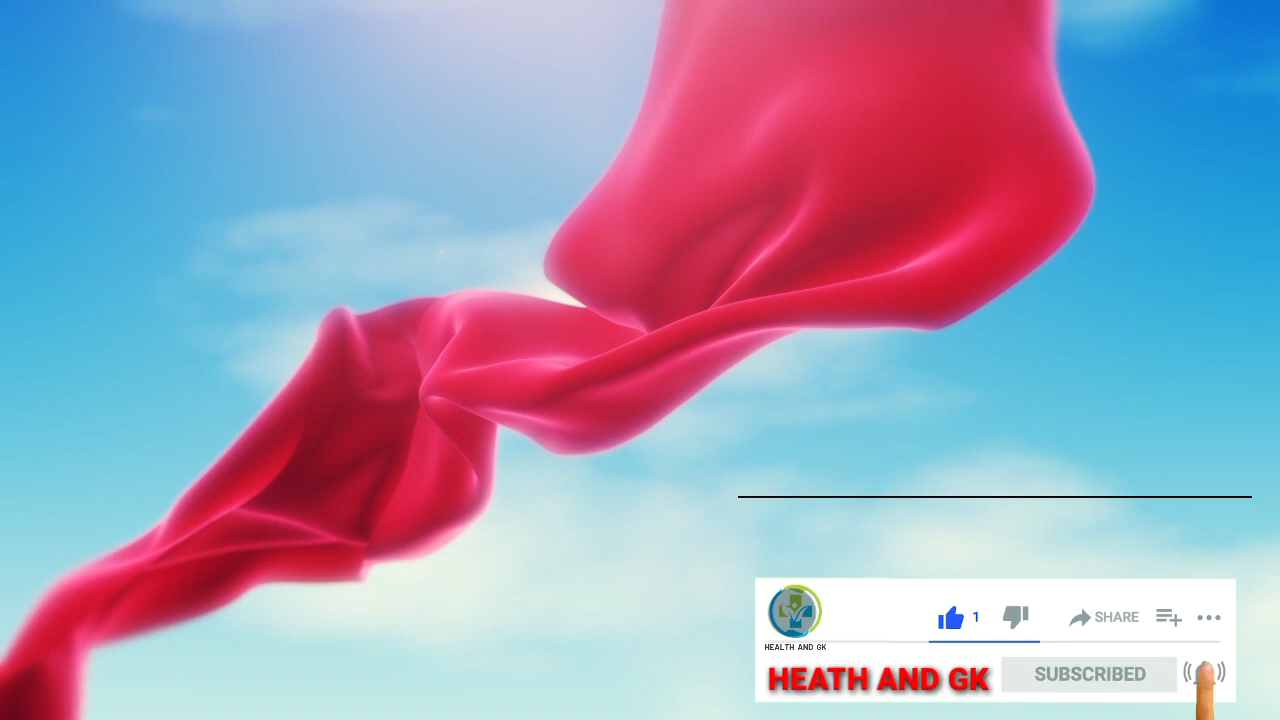 1
SHARE
HEALTH AND GK
HEATH AND GK
SUBSCRIBED